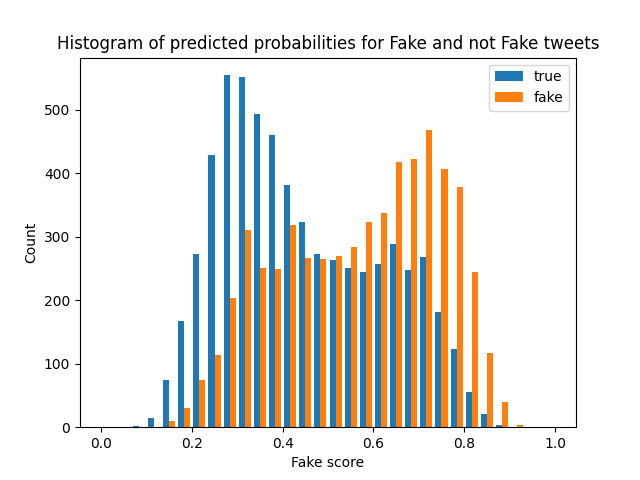 Histogram of predicted probabilities for Fake and not Fake tweets
true
fake
500
400
300
200
100
0
Count
0.0 0.2 0.4 0.6 0.8 1.0
Fake score